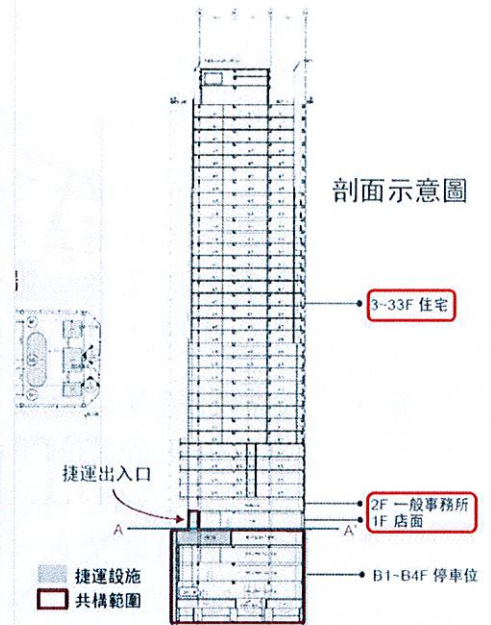 剖面示意圖
3~33F 住宅
捷運出入口
2F 一般事務所
1F 店面
A
A'
B1~B4F 停車位
捷運設施
共構範圍